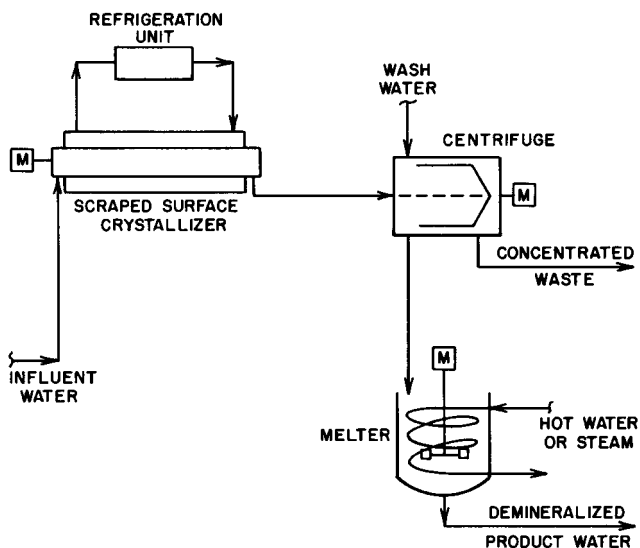 REFRIGERATION
UNIT
WASH
WATER
CENTRIFUGE
M
SCRAPED SURFACE
CRYSTALLIZER
M
CONCENTRATED
WASTE
INFLUENT
WATER
M
MELTER
HOT WATER
OR STEAM
DEMINERALIZED
PRODUCT WATER